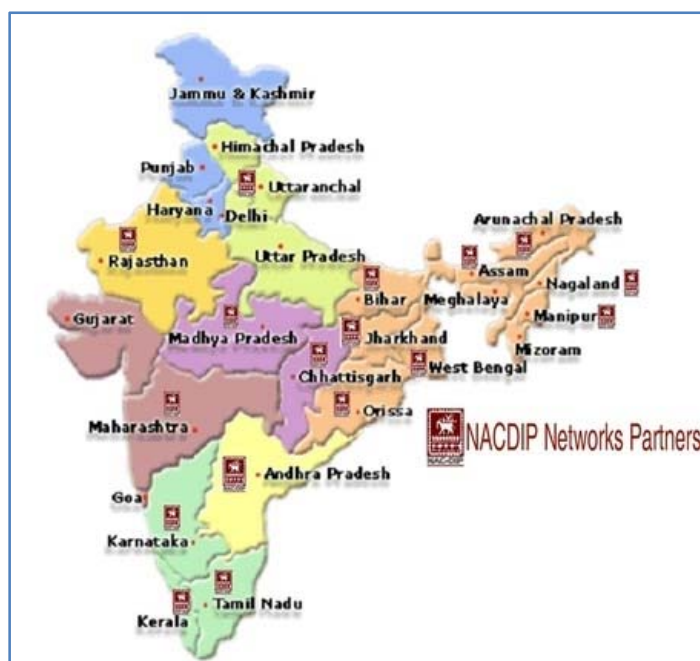 Jammu & Kashmir
Himachal Pradesh
Punjab
Uttaranchal
Haryana
Delhi
Arunachal Pradesh
Rajasthan
Uttar Pradesh
Assam
Nagaland
Bihar
Meghalaya
Gujarat
Manipur
Madhya Pradesh
Jharkhand
Mizoram
West Bengal
Chhattisgarh
Orissa
Maharashtra
NACDIP Networks Partners
NAC-DIP
Andhra Pradesh
Goa
Karnataka
Tamil Nadu
Kerala